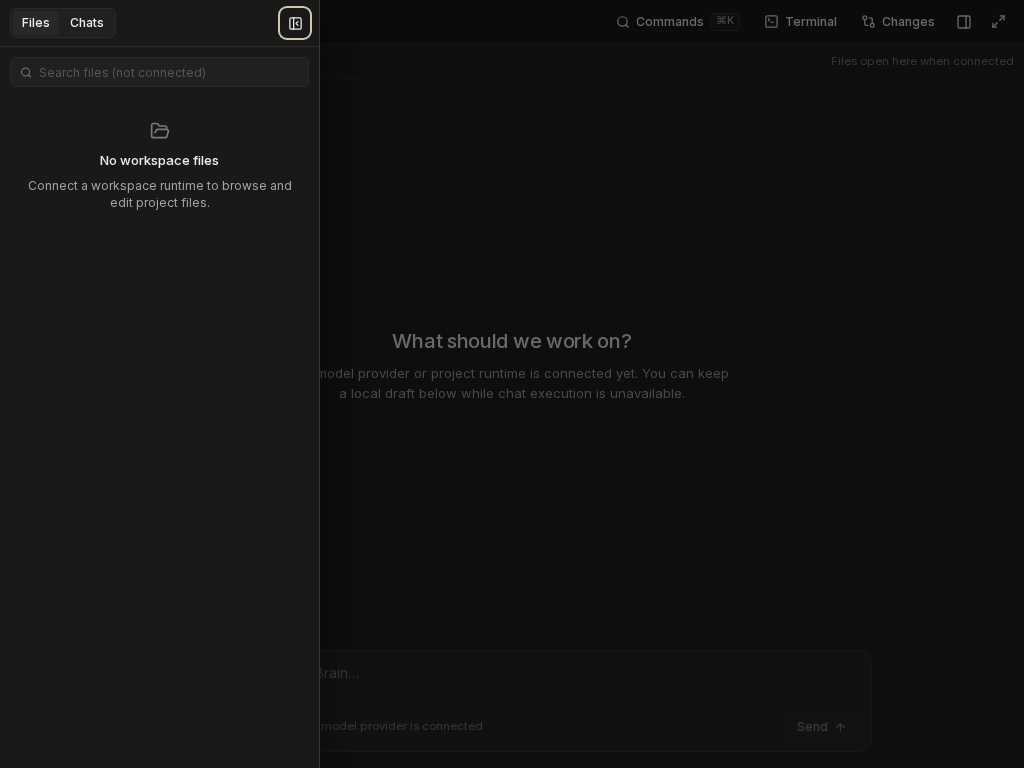 Files Chats
Commands ⌘K Terminal Changes
Search files (not connected)
Files open here when connected
No workspace files
Connect a workspace runtime to browse and
edit project files.
What should we work on?
model provider or project runtime is connected yet. You can keep
a local draft below while chat execution is unavailable.
Brain...
model provider is connected
Send